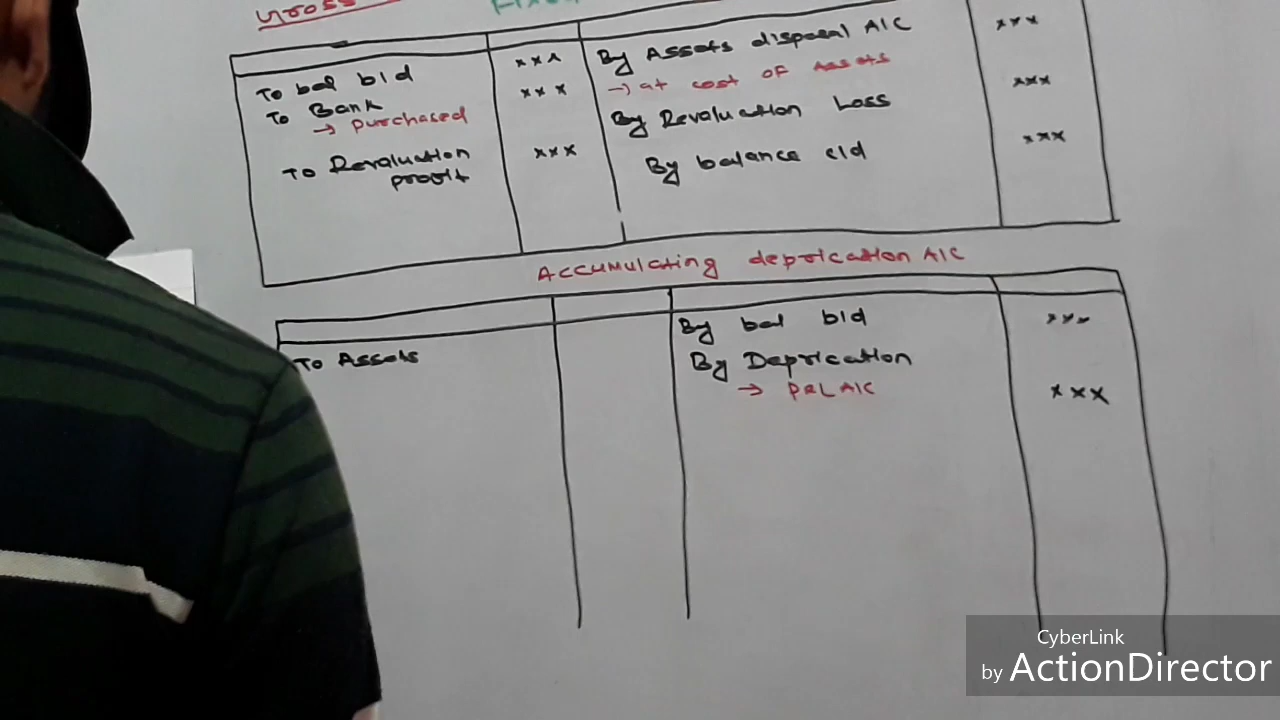 Gross
Fixed
To bal b/d xxx
To Bank xxx
→ purchased
To Revaluation xxx
profit
By Assets disposal A/C xxx
→ at cost of Assets
By Revaluation Loss xxx
By balance c/d xxx
Accumulating deprication A/C
To Assets
By bal b/d xxx
By Deprication
→ P&L A/C xxx
CyberLink
by ActionDirector